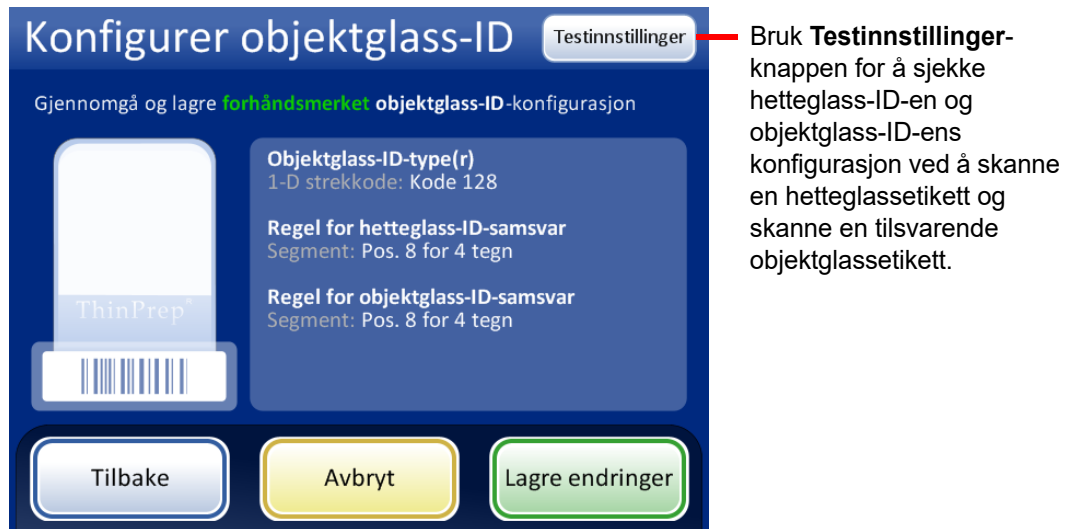 Konfigurer objektglass-ID
Testinnstillinger
Gjennomgå og lagre forhåndsmerket objektglass-ID-konfigurasjon
ThinPrep®
Objektglass-ID-type(r)
1-D strekkode: Kode 128
Regel for hetteglass-ID-samsvar
Segment: Pos. 8 for 4 tegn
Regel for objektglass-ID-samsvar
Segment: Pos. 8 for 4 tegn
Tilbake
Avbryt
Lagre endringer
Bruk Testinnstillinger-
knappen for å sjekke
hetteglass-ID-en og
objektglass-ID-ens
konfigurasjon ved å skanne
en hetteglassetikett og
skanne en tilsvarende
objektglassetikett.